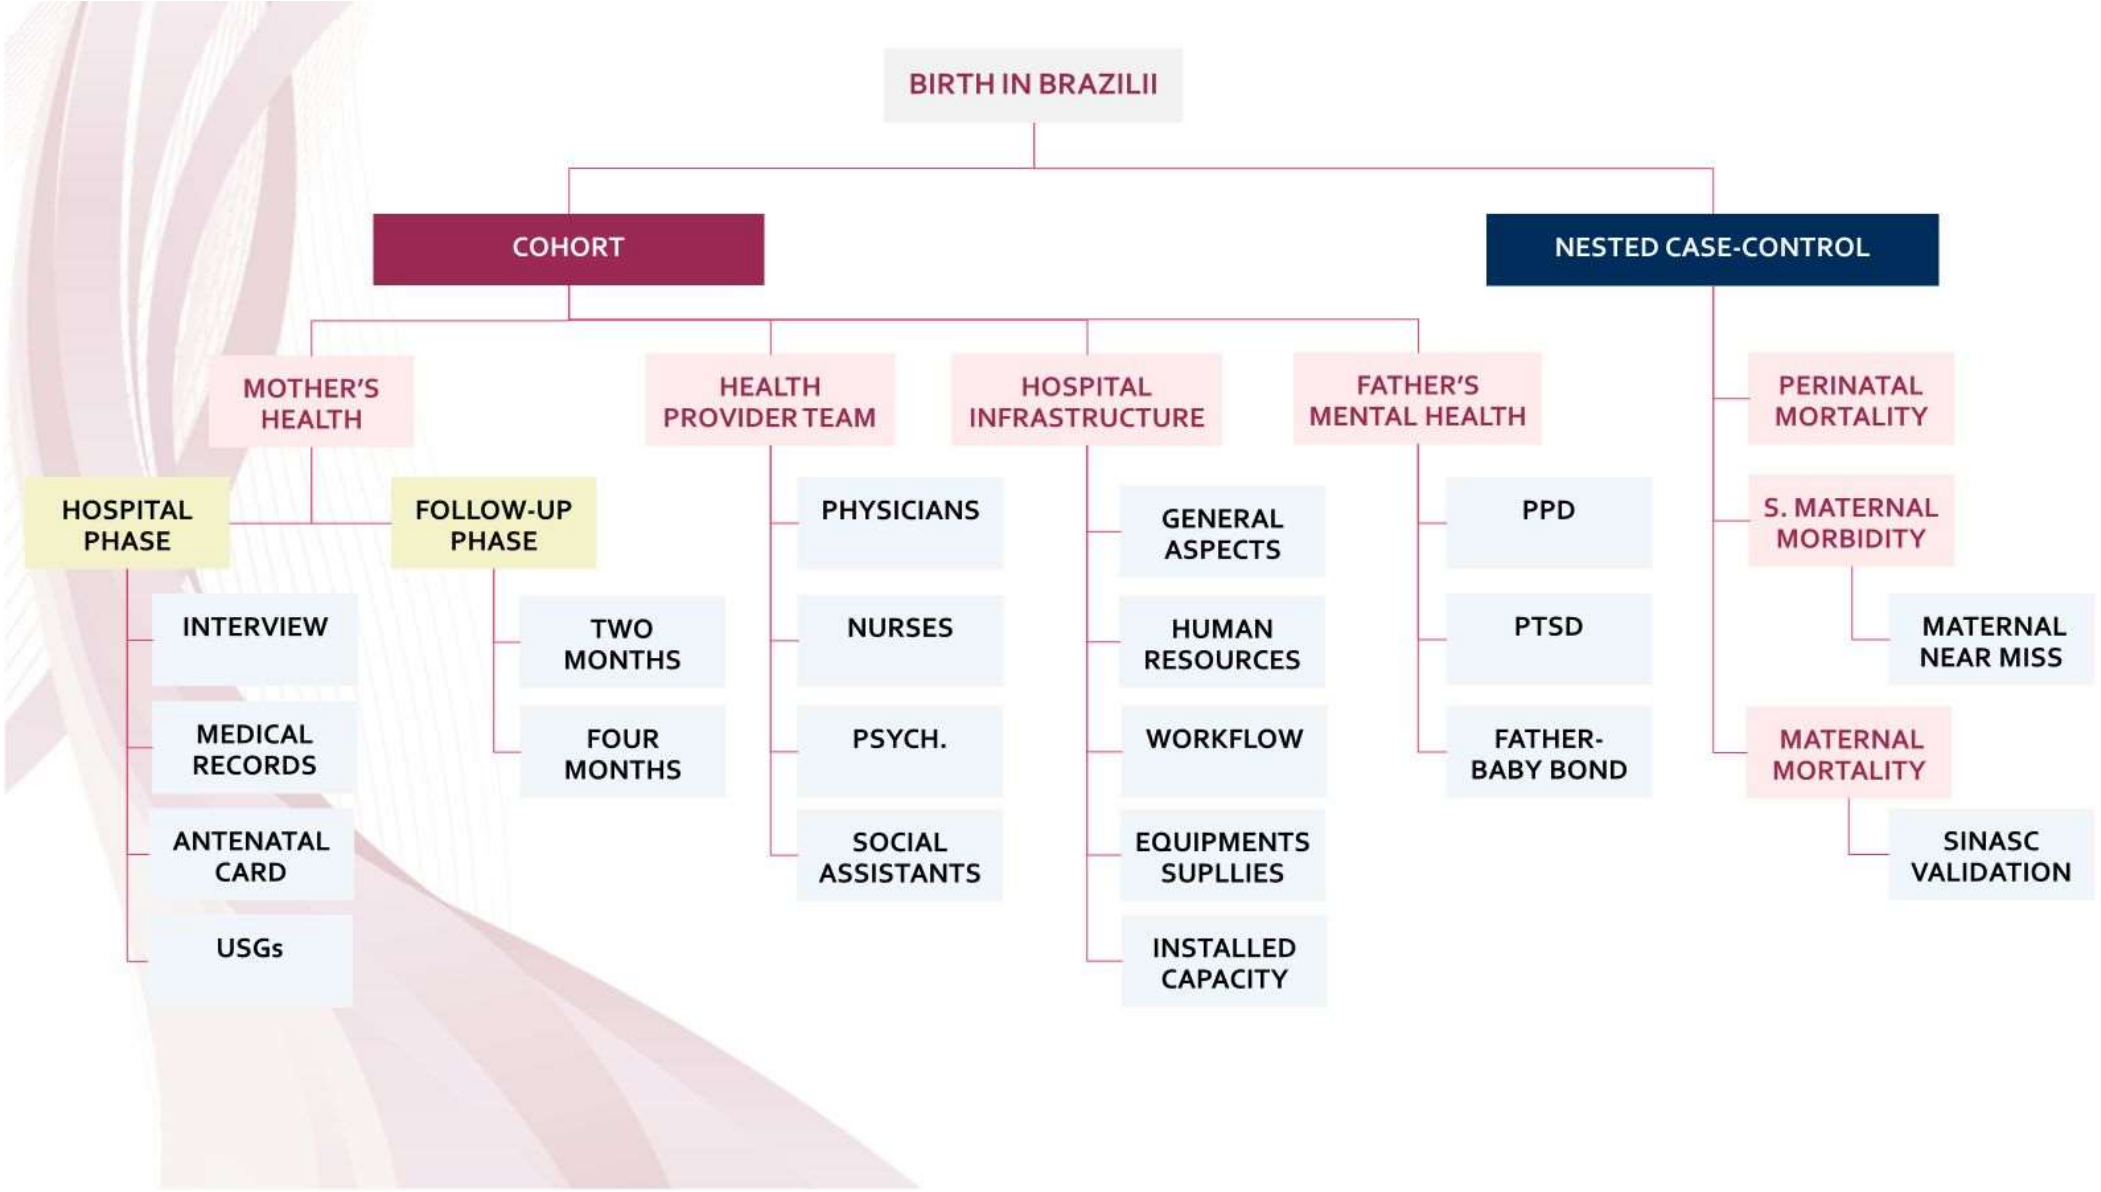 BIRTH IN BRAZILII
COHORT
NESTED CASE-CONTROL
MOTHER'S
HEALTH
HEALTH
PROVIDER TEAM
HOSPITAL
INFRASTRUCTURE
FATHER'S
MENTAL HEALTH
PERINATAL
MORTALITY
HOSPITAL
PHASE
FOLLOW-UP
PHASE
PHYSICIANS
GENERAL
ASPECTS
PPD
S. MATERNAL
MORBIDITY
INTERVIEW
TWO
MONTHS
NURSES
HUMAN
RESOURCES
PTSD
MATERNAL
NEAR MISS
MEDICAL
RECORDS
FOUR
MONTHS
PSYCH.
WORKFLOW
FATHER-
BABY BOND
MATERNAL
MORTALITY
ANTENATAL
CARD
SOCIAL
ASSISTANTS
EQUIPMENTS
SUPLLIES
SINASC
VALIDATION
USGs
INSTALLED
CAPACITY